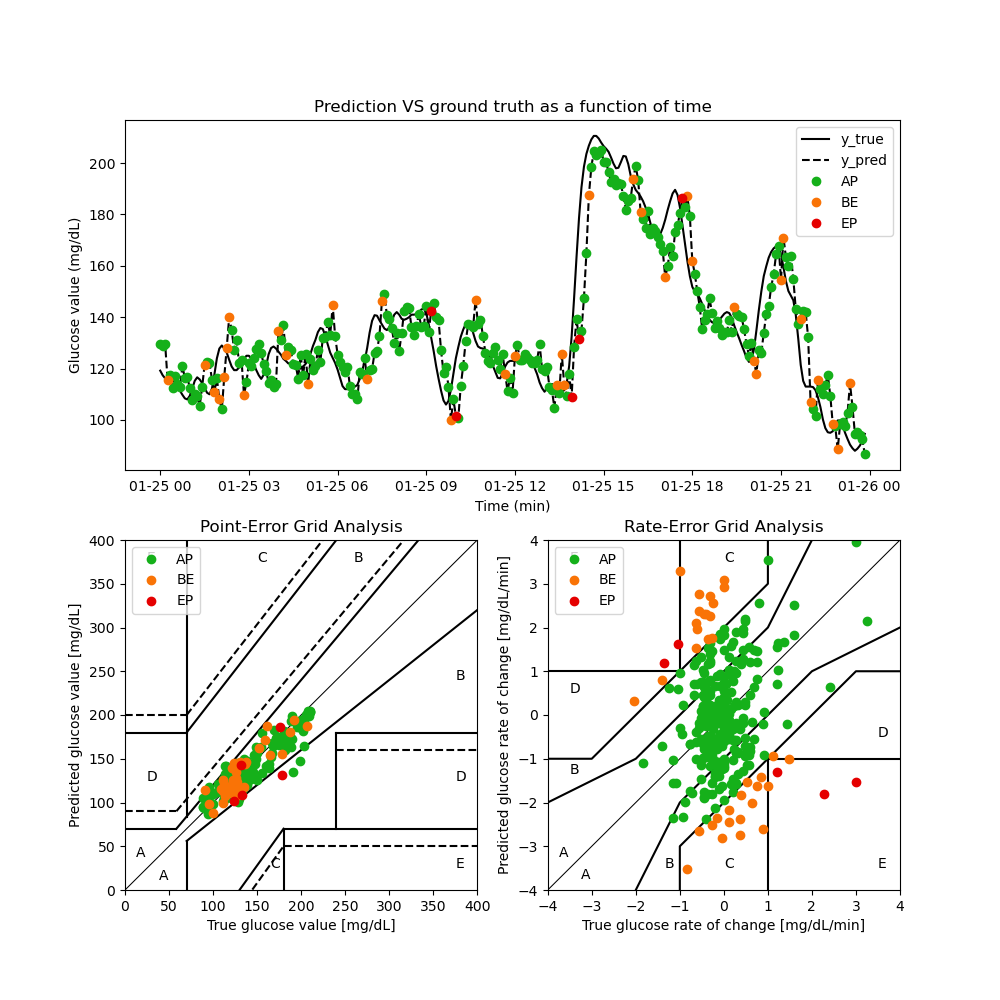 Prediction VS ground truth as a function of time
Glucose value (mg/dL)
200
180
160
140
120
100
y_true
y_pred
AP
BE
EP
01-25 00 01-25 03 01-25 06 01-25 09 01-25 12 01-25 15 01-25 18 01-25 21 01-26 00
Time (min)
Point-Error Grid Analysis
Predicted glucose value [mg/dL]
400
350
300
250
200
150
100
50
0
AP
BE
EP
C
B
B
D
D
A
A
C
E
0 50 100 150 200 250 300 350 400
True glucose value [mg/dL]
Rate-Error Grid Analysis
Predicted glucose rate of change [mg/dL/min]
4
3
2
1
0
−1
−2
−3
−4
AP
BE
EP
C
D
D
B
A
A
B
C
E
−4 −3 −2 −1 0 1 2 3 4
True glucose rate of change [mg/dL/min]